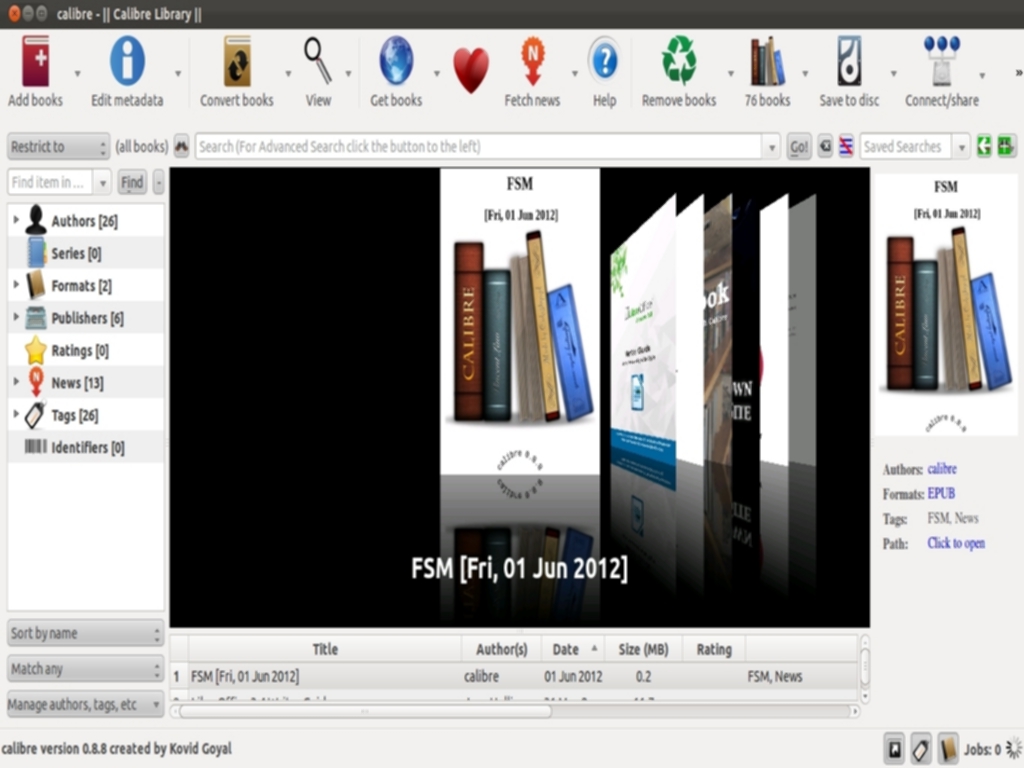 calibre - || Calibre Library ||
Add books
Edit metadata
Convert books
View
Get books
Fetch news
Help
Remove books
76 books
Save to disc
Connect/share
»
Restrict to
(all books)
Search (For Advanced Search click the button to the left)
Go!
Saved Searches
Find item in ...
Find
-
Authors [26]
Series [0]
Formats [2]
Publishers [6]
Ratings [0]
News [13]
Tags [26]
Identifiers [0]
Sort by name
Match any
Manage authors, tags, etc
FSM
[Fri, 01 Jun 2012]
CALIBRE
calibre 0.8.8
FSM [Fri, 01 Jun 2012]
FSM
[Fri, 01 Jun 2012]
CALIBRE
calibre 0.8.8
Authors: calibre
Formats: EPUB
Tags: FSM, News
Path: Click to open
Title Author(s) Date Size (MB) Rating
1 FSM [Fri, 01 Jun 2012] calibre 01 Jun 2012 0.2 FSM, News
calibre version 0.8.8 created by Kovid Goyal
Jobs: 0